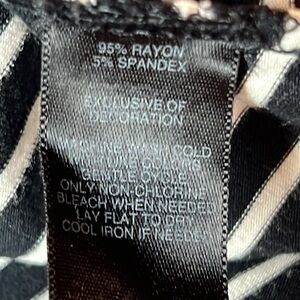 95% RAYON
5% SPANDEX
EXCLUSIVE OF
DECORATION
MACHINE WASH COLD
GENTLE CYCLE
ONLY NON-CHLORINE
BLEACH WHEN NEEDED
LAY FLAT TO DRY
COOL IRON IF NEEDED